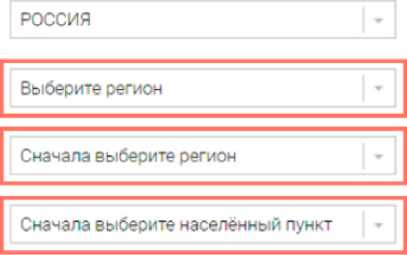 РОССИЯ
Выберите регион
Сначала выберите регион
Сначала выберите населённый пункт